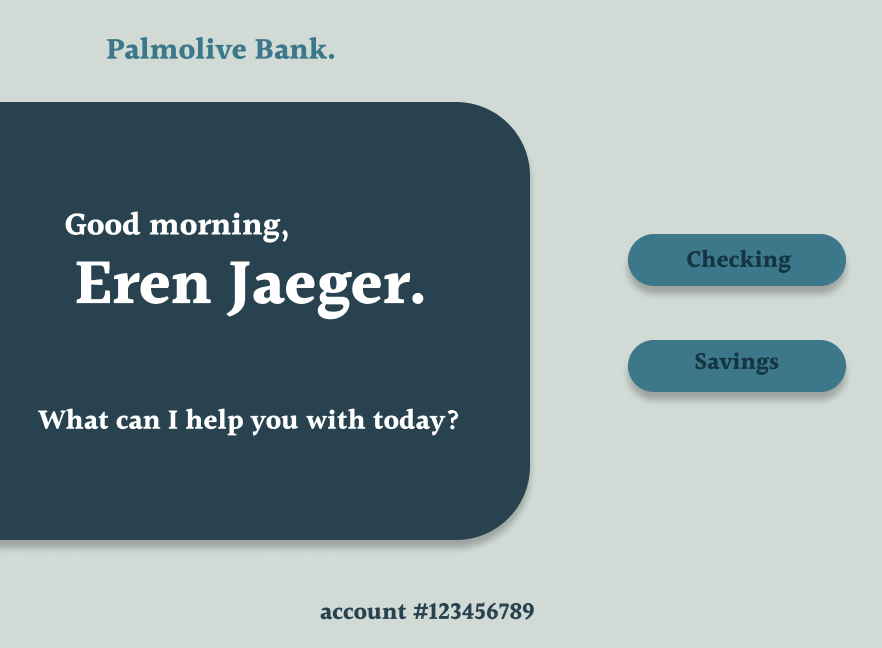 Palmolive Bank.
Good morning,
Eren Jaeger.
What can I help you with today?
Checking
Savings
account #123456789